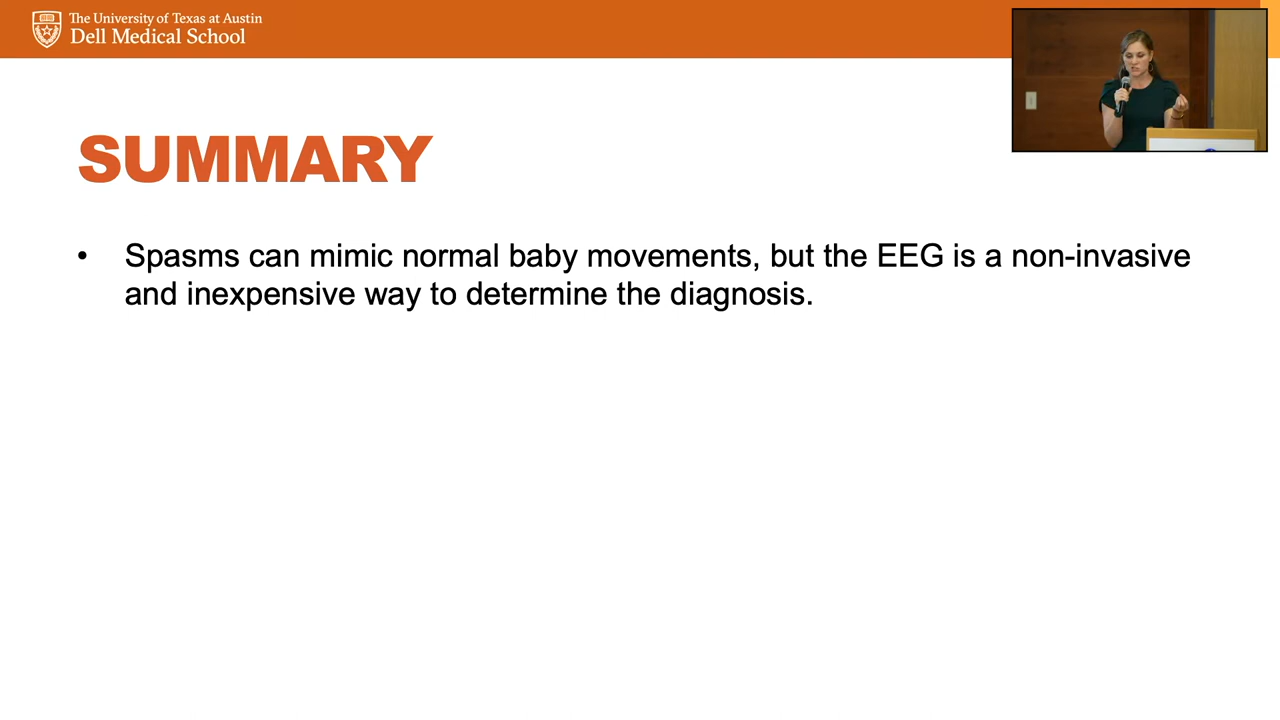 The University of Texas at Austin
Dell Medical School
SUMMARY
• Spasms can mimic normal baby movements, but the EEG is a non-invasive
and inexpensive way to determine the diagnosis.